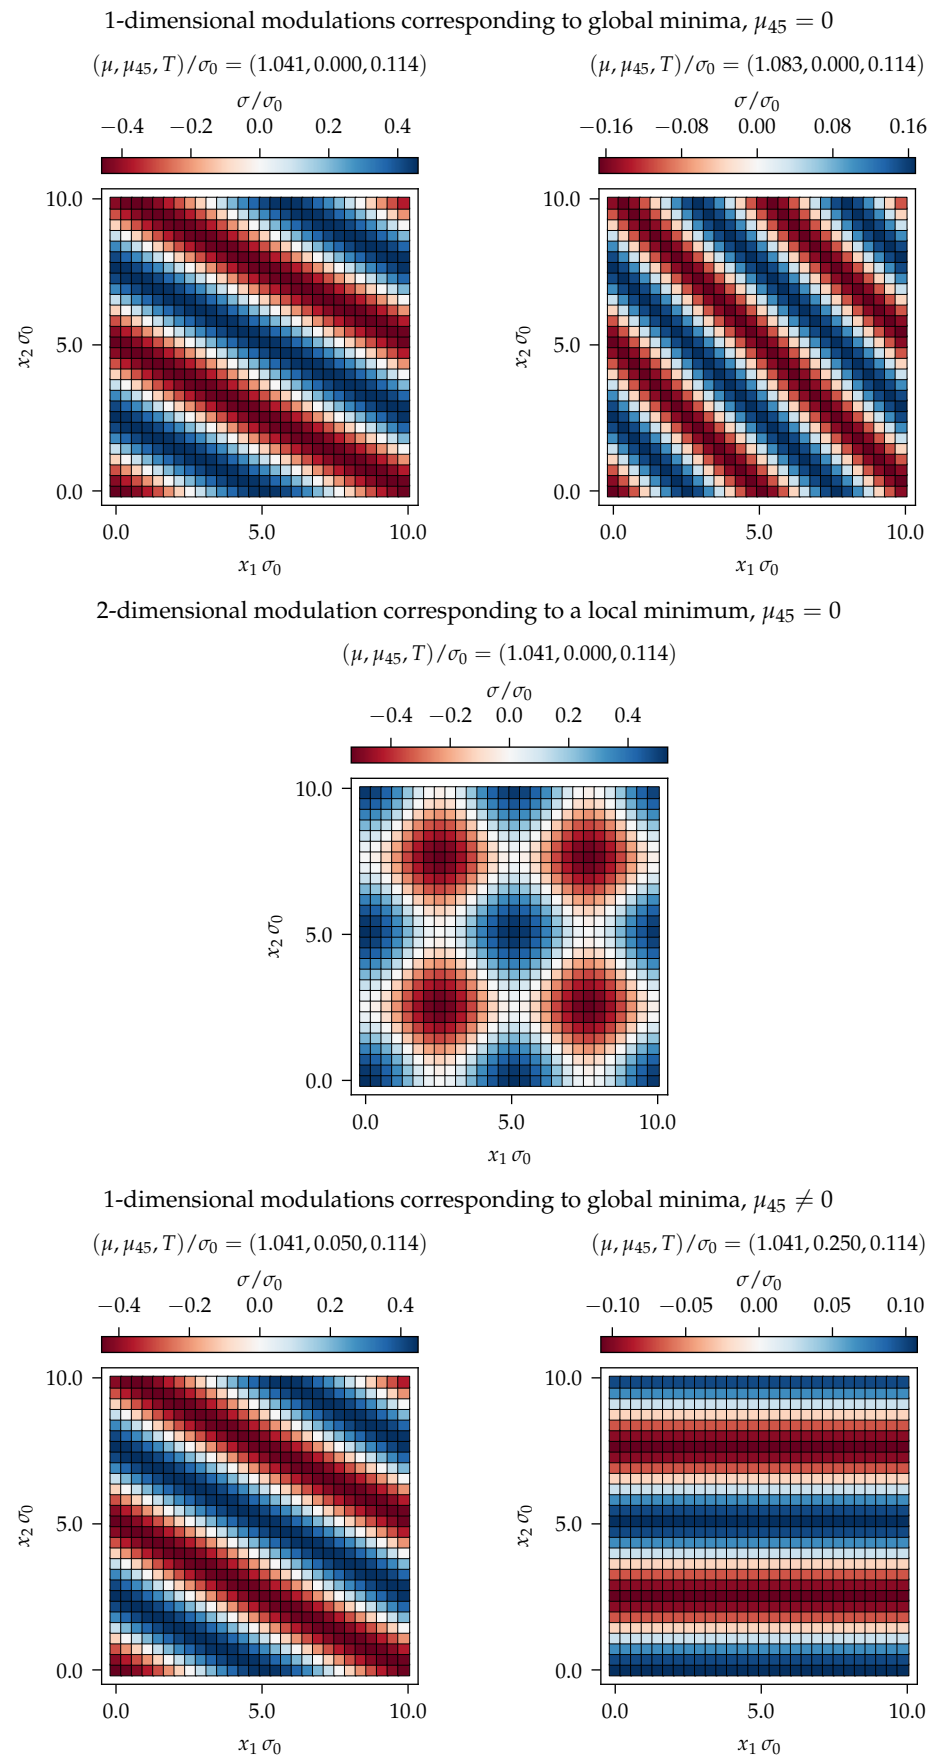 1-dimensional modulations corresponding to global minima, μ₄₅ = 0
(μ, μ₄₅, T)/σ₀ = (1.041, 0.000, 0.114)
σ/σ₀
−0.4 −0.2 0.0 0.2 0.4
10.0
5.0
0.0
x₂ σ₀
0.0 5.0 10.0
x₁ σ₀
(μ, μ₄₅, T)/σ₀ = (1.083, 0.000, 0.114)
σ/σ₀
−0.16 −0.08 0.00 0.08 0.16
10.0
5.0
0.0
x₂ σ₀
0.0 5.0 10.0
x₁ σ₀
2-dimensional modulation corresponding to a local minimum, μ₄₅ = 0
(μ, μ₄₅, T)/σ₀ = (1.041, 0.000, 0.114)
σ/σ₀
−0.4 −0.2 0.0 0.2 0.4
10.0
5.0
0.0
x₂ σ₀
0.0 5.0 10.0
x₁ σ₀
1-dimensional modulations corresponding to global minima, μ₄₅ ≠ 0
(μ, μ₄₅, T)/σ₀ = (1.041, 0.050, 0.114)
σ/σ₀
−0.4 −0.2 0.0 0.2 0.4
10.0
5.0
0.0
x₂ σ₀
0.0 5.0 10.0
x₁ σ₀
(μ, μ₄₅, T)/σ₀ = (1.041, 0.250, 0.114)
σ/σ₀
−0.10 −0.05 0.00 0.05 0.10
10.0
5.0
0.0
x₂ σ₀
0.0 5.0 10.0
x₁ σ₀